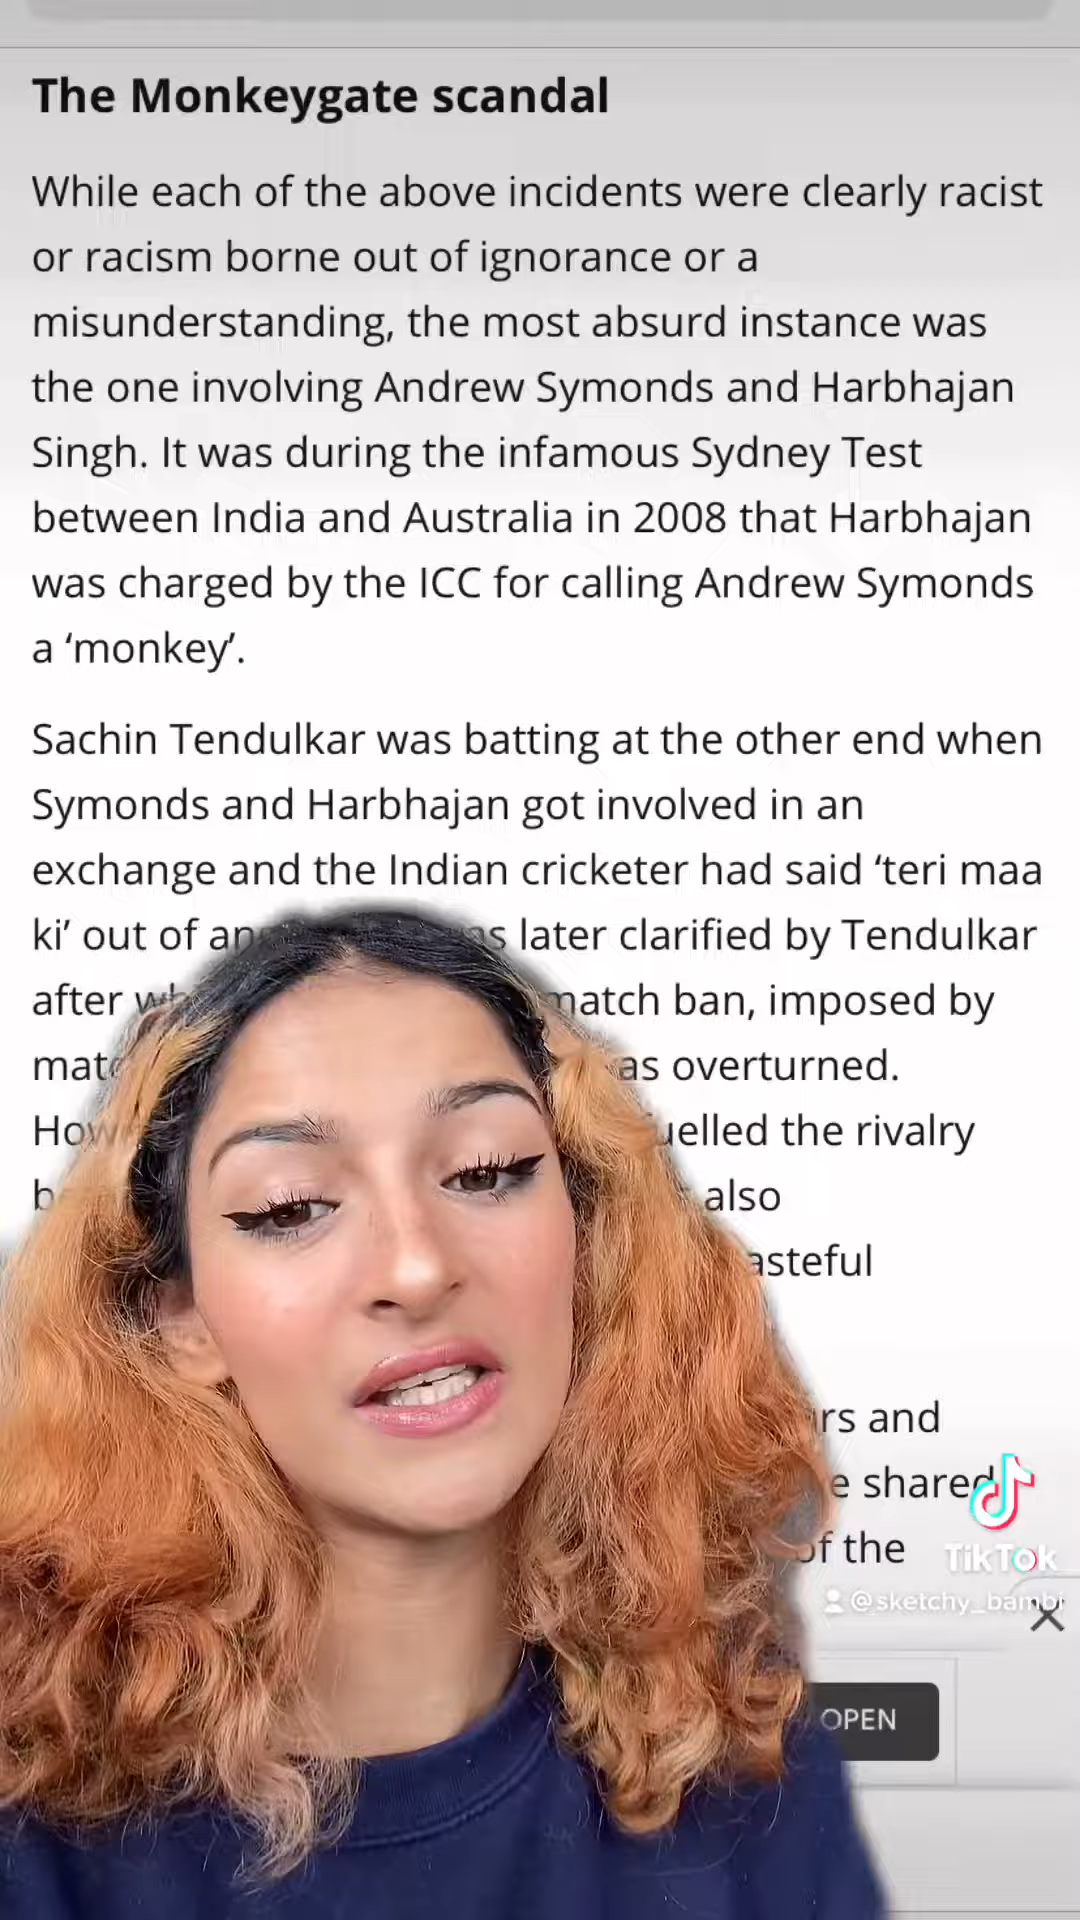 The Monkeygate scandal
While each of the above incidents were clearly racist
or racism borne out of ignorance or a
misunderstanding, the most absurd instance was
the one involving Andrew Symonds and Harbhajan
Singh. It was during the infamous Sydney Test
between India and Australia in 2008 that Harbhajan
was charged by the ICC for calling Andrew Symonds
a ‘monkey’.
Sachin Tendulkar was batting at the other end when
Symonds and Harbhajan got involved in an
exchange and the Indian cricketer had said ‘teri maa
ki’ out of later clarified by Tendulkar
after match ban, imposed by
overturned.
the rivalry
also
and
shared
of the
TikTok
@sketchy_bambi
OPEN